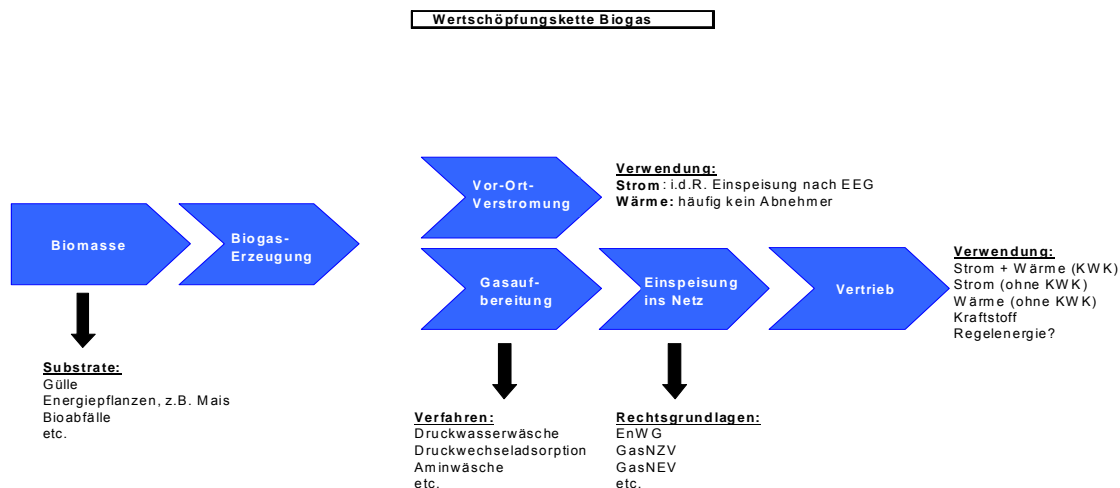 Wertschöpfungskette Biogas
Biomasse
Biogas-
Erzeugung
Vor-Ort-
Verstromung
Verwendung:
Strom: i.d.R. Einspeisung nach EEG
Wärme: häufig kein Abnehmer
Gasauf-
bereitung
Einspeisung
ins Netz
Vertrieb
Verwendung:
Strom + Wärme (KWK)
Strom (ohne KWK)
Wärme (ohne KWK)
Kraftstoff
Regelenergie?
Substrate:
Gülle
Energiepflanzen, z.B. Mais
Bioabfälle
etc.
Verfahren:
Druckwasserwäsche
Druckwechseladsorption
Aminwäsche
etc.
Rechtsgrundlagen:
EnWG
GasNZV
GasNEV
etc.